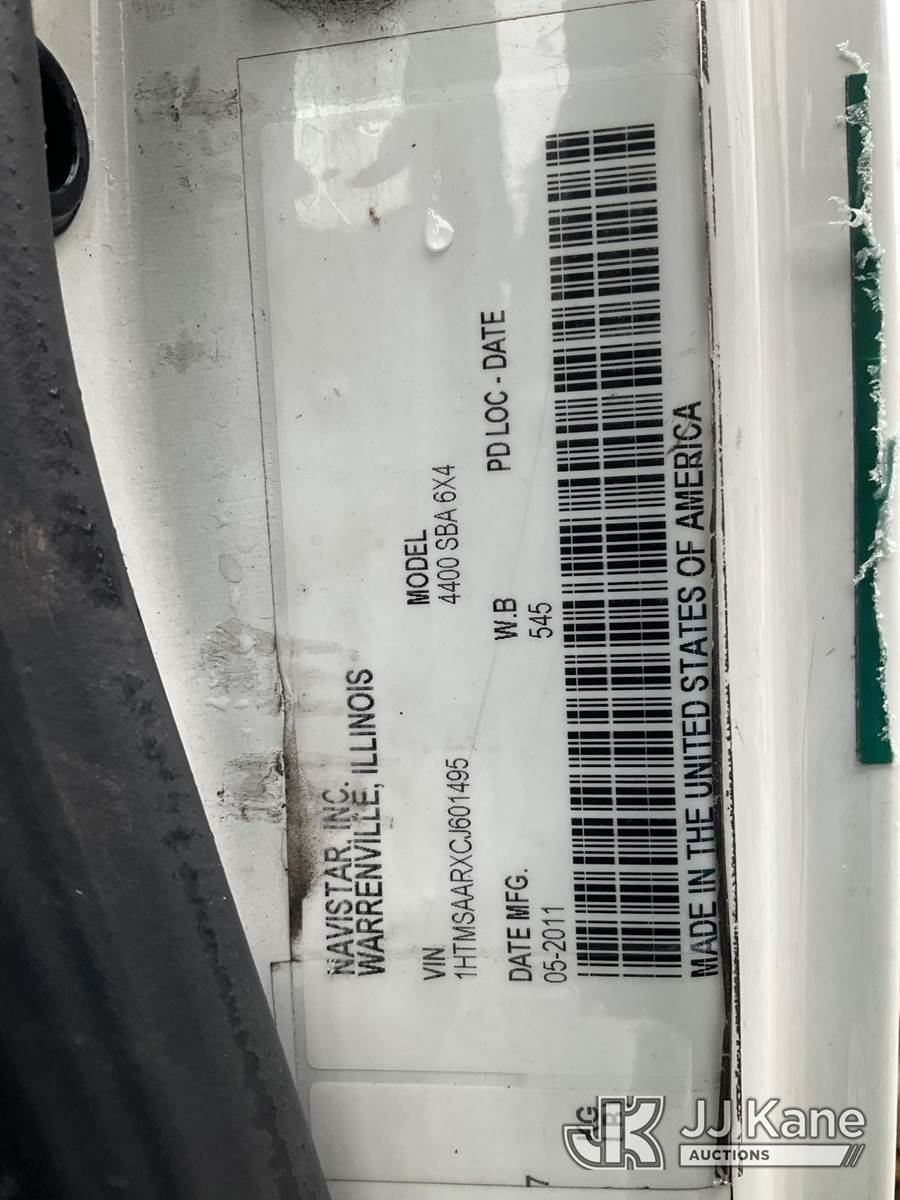 NAVISTAR, INC.
WARRENVILLE, ILLINOIS
VIN
1HTMSAARXCJ601495
MODEL
4400 SBA 6X4
DATE MFG.
05-2011
W.B
545
PD LOC - DATE
MADE IN THE UNITED STATES OF AMERICA
7
JJ Kane
AUCTIONS